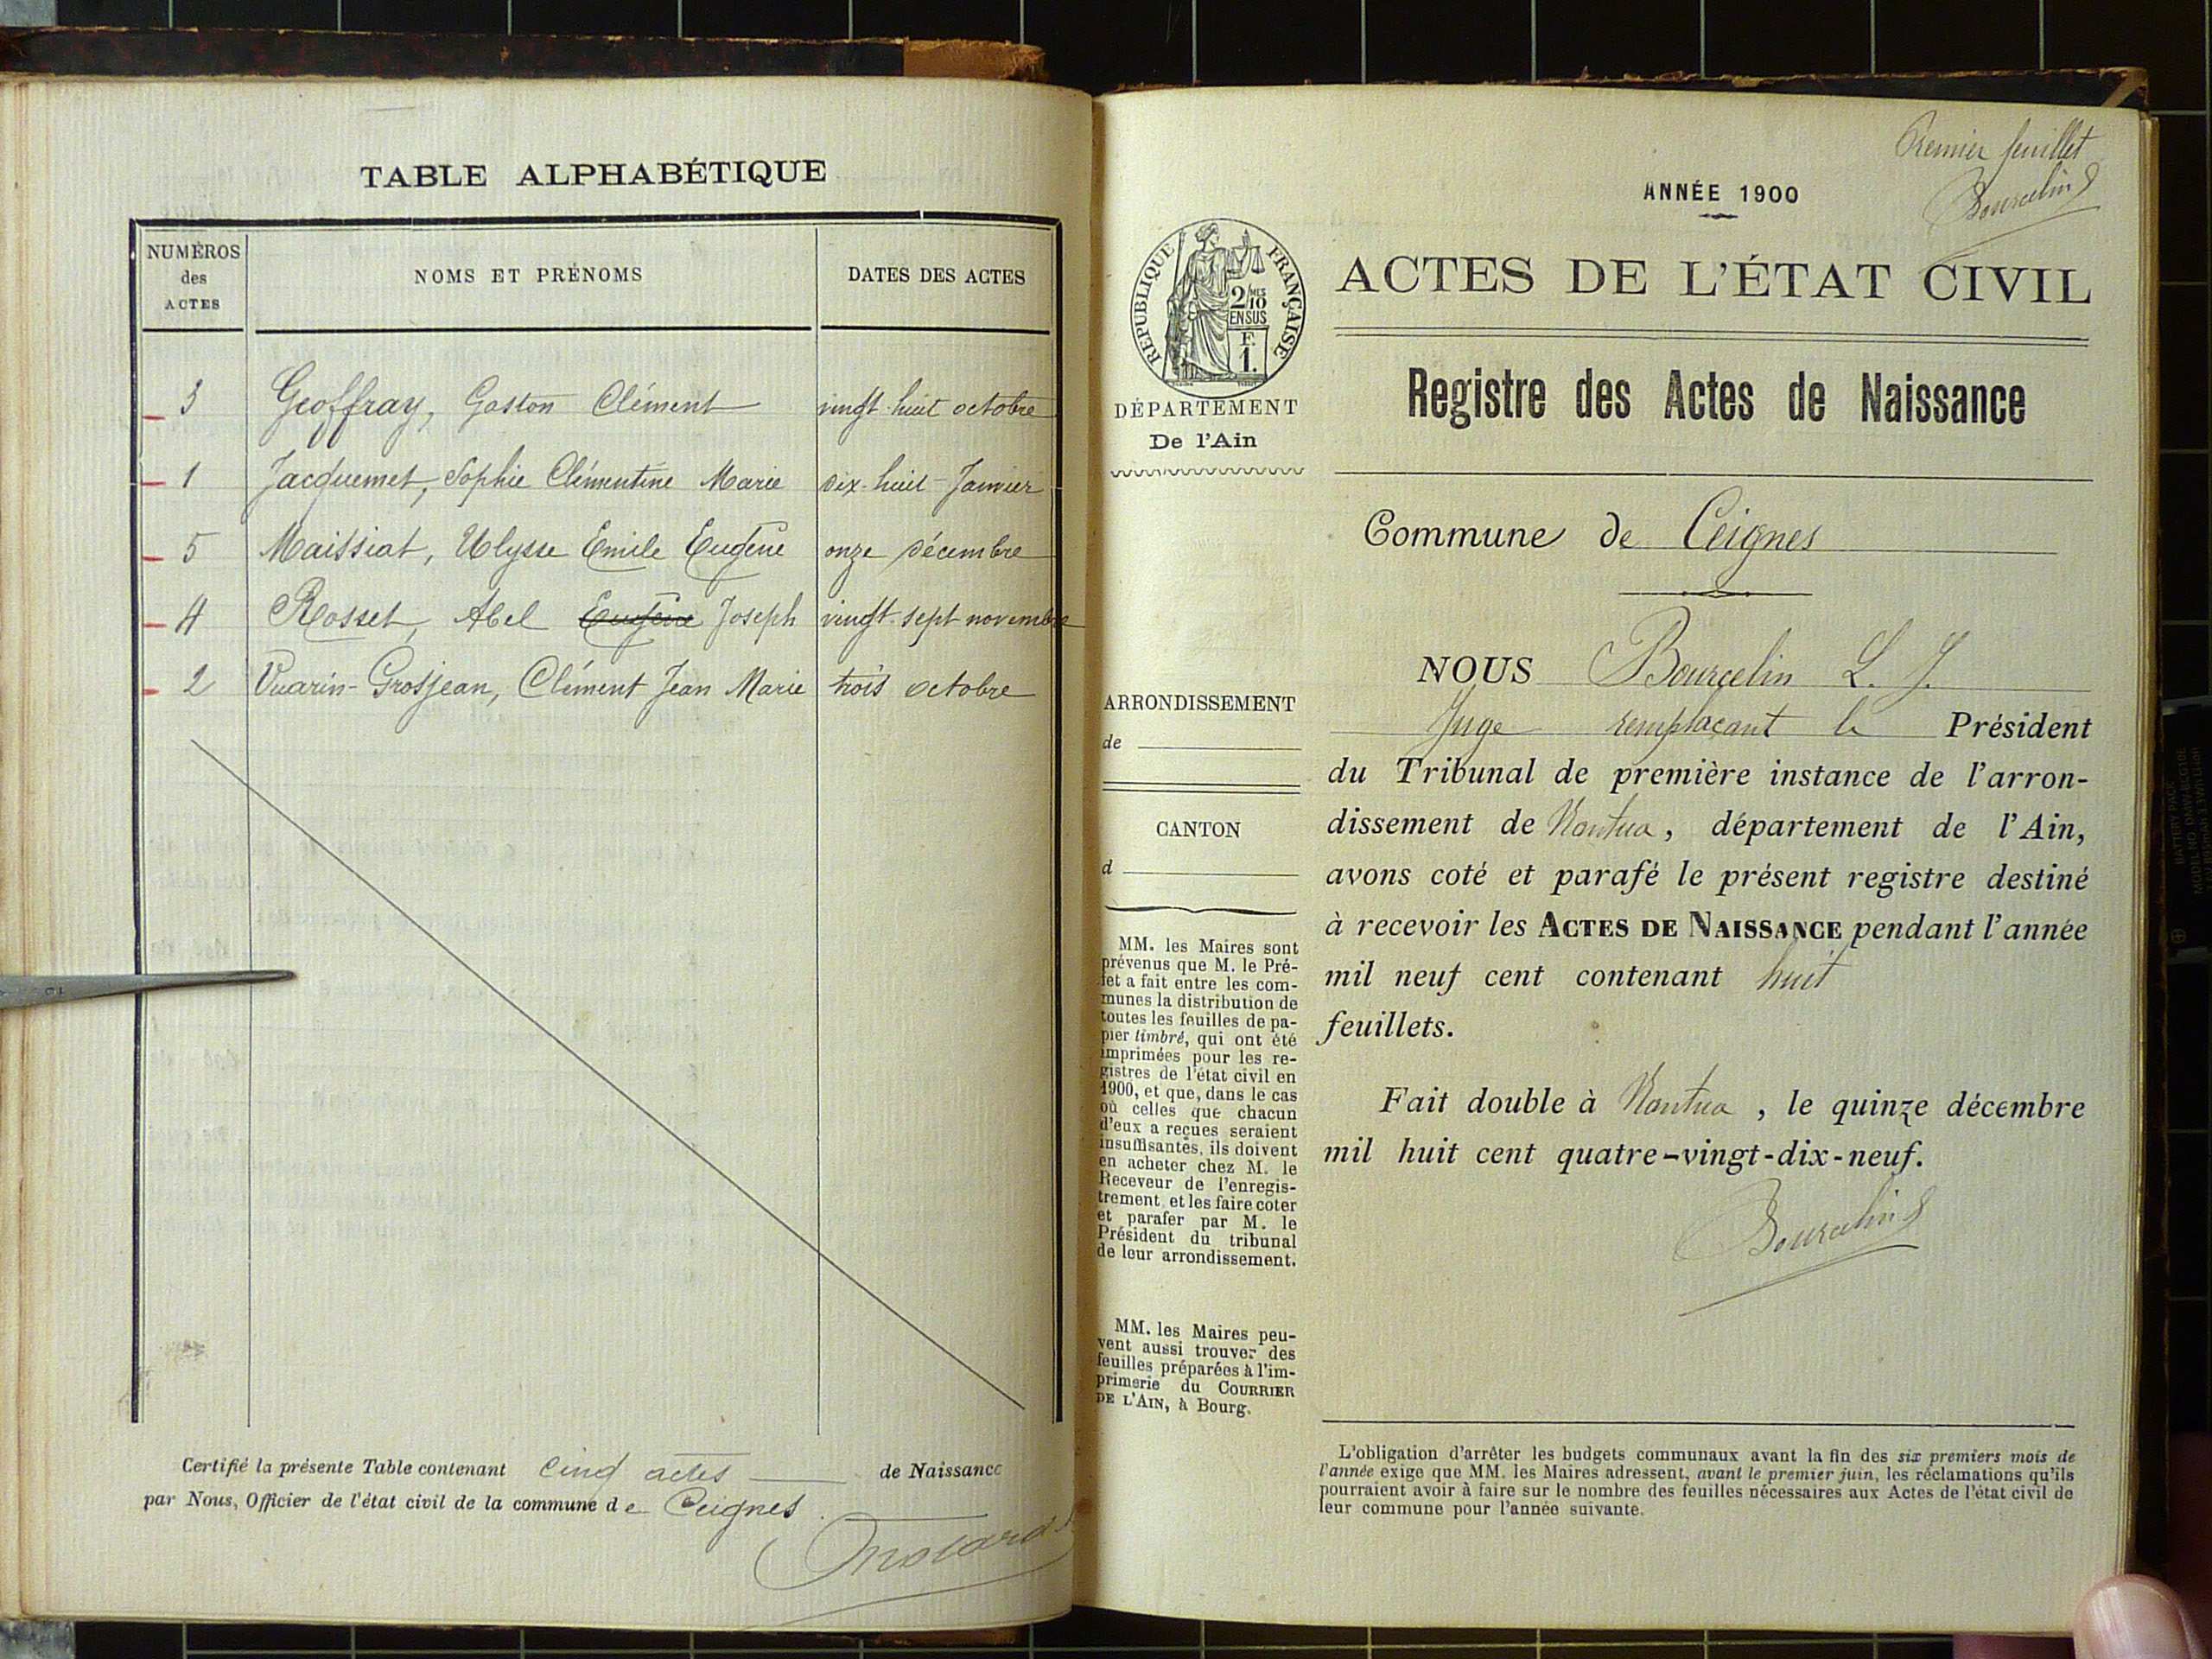 TABLE ALPHABÉTIQUE
NUMÉROS
des
ACTES
NOMS ET PRÉNOMS
DATES DES ACTES
3 Geoffray, Gaston Clément vingt-huit octobre
1 Jacquemet, Sophie Clémentine Marie dix-huit Janvier
5 Maissiat, Ulysse Emile Eugène onze décembre
4 Rosset, Abel Eugène Joseph vingt-sept novembre
2 Vuarin-Grosjean, Clément Jean Marie trois octobre
Certifié la présente Table contenant cinq actes de Naissance
par Nous, Officier de l'état civil de la commune de Ceignes
Premier feuillet
Bourcelin
ANNÉE 1900
RÉPUBLIQUE FRANÇAISE
2/10MES
EN SUS
F.
1.
DÉPARTEMENT
De l'Ain
ACTES DE L'ÉTAT CIVIL
Registre des Actes de Naissance
Commune de Ceignes
NOUS Bourcelin L. J.
Juge remplaçant le Président
du Tribunal de première instance de l'arron-
dissement de Nantua, département de l'Ain,
avons coté et parafé le présent registre destiné
à recevoir les ACTES DE NAISSANCE pendant l'année
mil neuf cent contenant huit
feuillets.
Fait double à Nantua, le quinze décembre
mil huit cent quatre-vingt-dix-neuf.
Bourcelin
ARRONDISSEMENT
de
CANTON
d
MM. les Maires sont
prévenus que M. le Pré-
fet a fait entre les com-
munes la distribution de
toutes les feuilles de pa-
pier timbré, qui ont été
imprimées pour les re-
gistres de l'état civil en
1900, et que, dans le cas
où celles que chacun
d'eux a reçues seraient
insuffisantes, ils doivent
en acheter chez M. le
Receveur de l'enregis-
trement, et les faire coter
et parafer par M. le
Président du tribunal
de leur arrondissement.
MM. les Maires peu-
vent aussi trouver des
feuilles préparées à l'im-
primerie du COURRIER
DE L'AIN, à Bourg.
L'obligation d'arrêter les budgets communaux avant la fin des six premiers mois de
l'année exige que MM. les Maires adressent, avant le premier juin, les réclamations qu'ils
pourraient avoir à faire sur le nombre des feuilles nécessaires aux Actes de l'état civil de
leur commune pour l'année suivante.